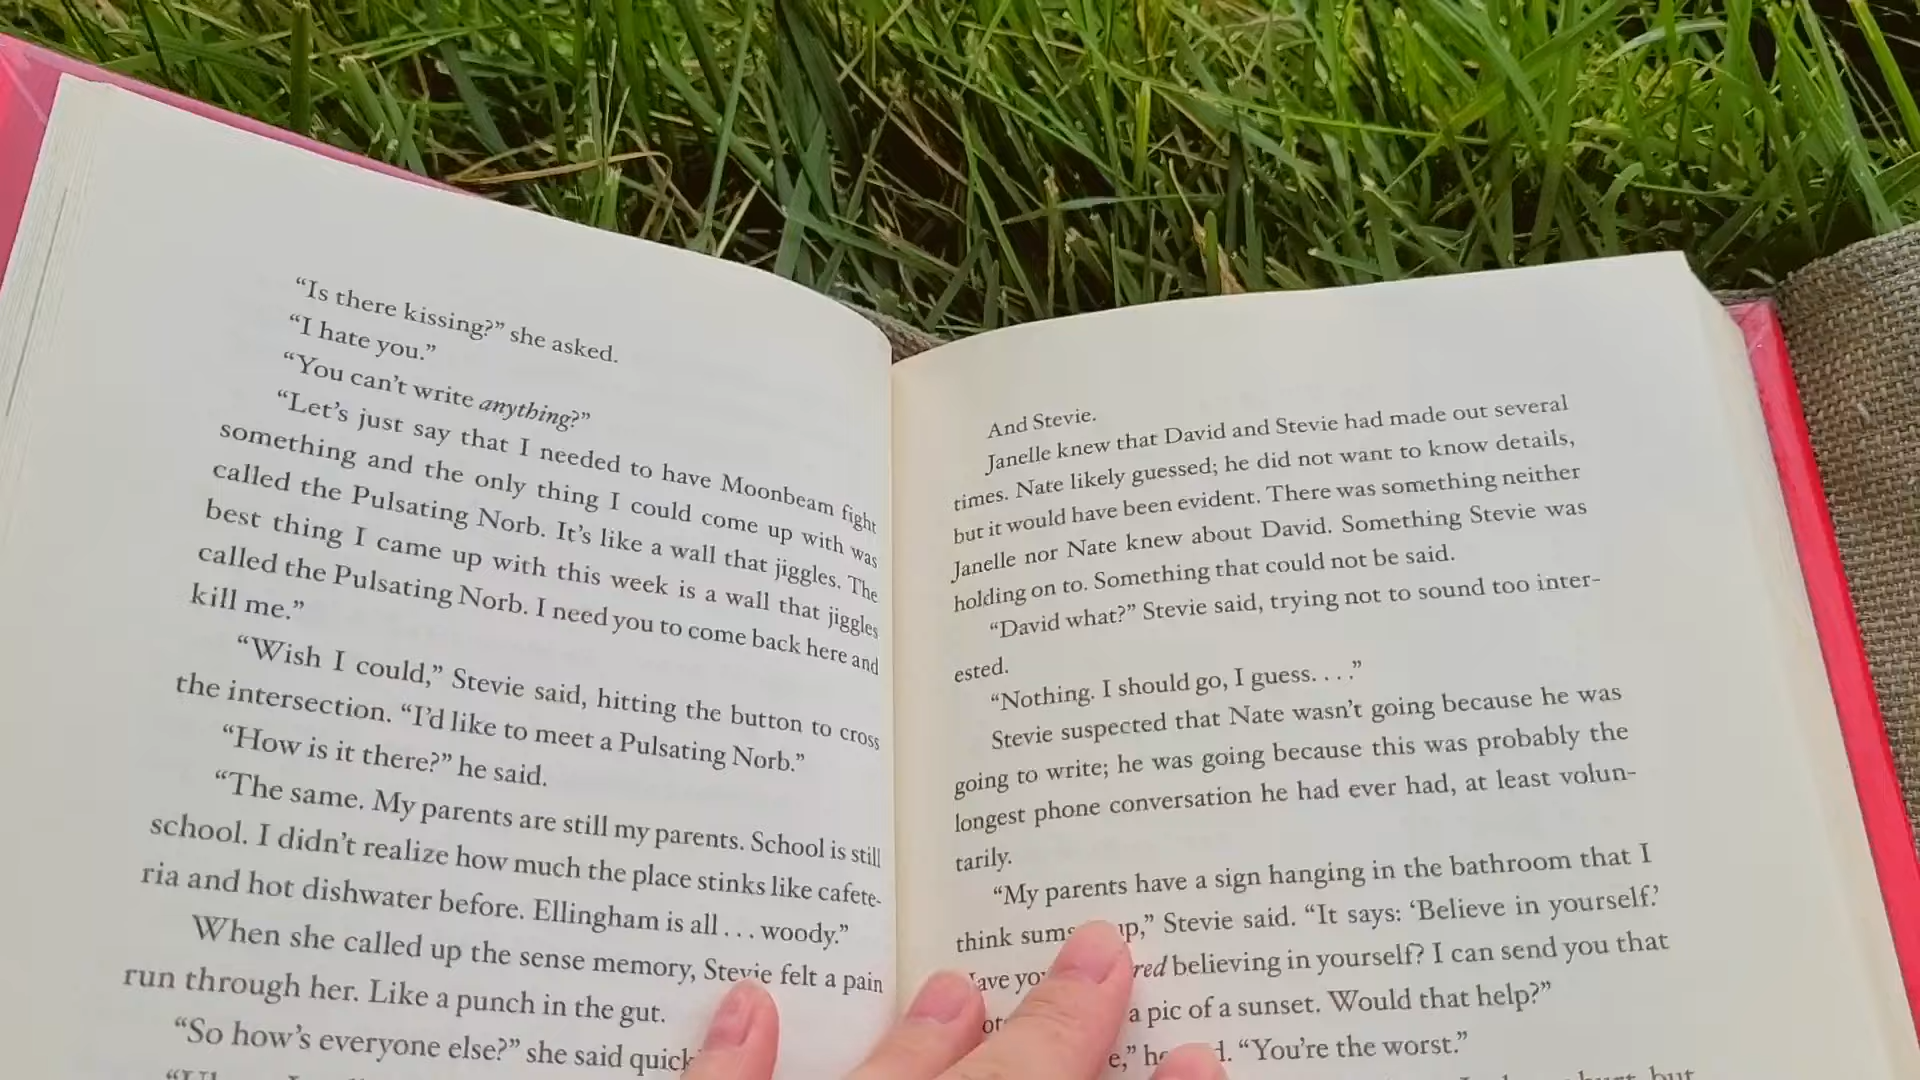 “Is there kissing?” she asked.
“I hate you.”
“You can’t write anything?”
“Let’s just say that I needed to have Moonbeam fight
something and the only thing I could come up with was
called the Pulsating Norb. It’s like a wall that jiggles. The
best thing I came up with this week is a wall that jiggles
called the Pulsating Norb. I need you to come back here and
kill me.”
“Wish I could,” Stevie said, hitting the button to cross
the intersection. “I’d like to meet a Pulsating Norb.”
“How is it there?” he said.
“The same. My parents are still my parents. School is still
school. I didn’t realize how much the place stinks like cafete-
ria and hot dishwater before. Ellingham is all . . . woody.”
When she called up the sense memory, Stevie felt a pain
run through her. Like a punch in the gut.
“So how’s everyone else?” she said
And Stevie.
Janelle knew that David and Stevie had made out several
times. Nate likely guessed; he did not want to know details,
but it would have been evident. There was something neither
Janelle nor Nate knew about David. Something Stevie was
holding on to. Something that could not be said.
“David what?” Stevie said, trying not to sound too inter-
ested.
“Nothing. I should go, I guess. . . .”
Stevie suspected that Nate wasn’t going because he was
going to write; he was going because this was probably the
longest phone conversation he had ever had, at least volun-
tarily.
“My parents have a sign hanging in the bathroom that I
think sums up,” Stevie said. “It says: ‘Believe in yourself.’
believing in yourself? I can send you that
a pic of a sunset. Would that help?”
“You’re the worst.”
but